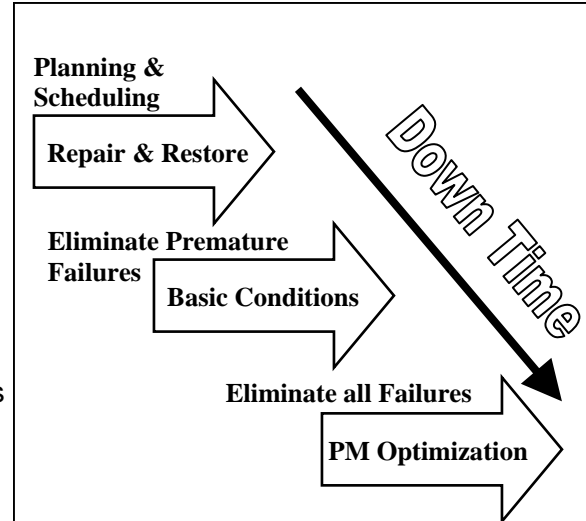 Planning &
Scheduling
Repair & Restore
Down Time
Eliminate Premature
Failures
Basic Conditions
s
Eliminate all Failures
PM Optimization